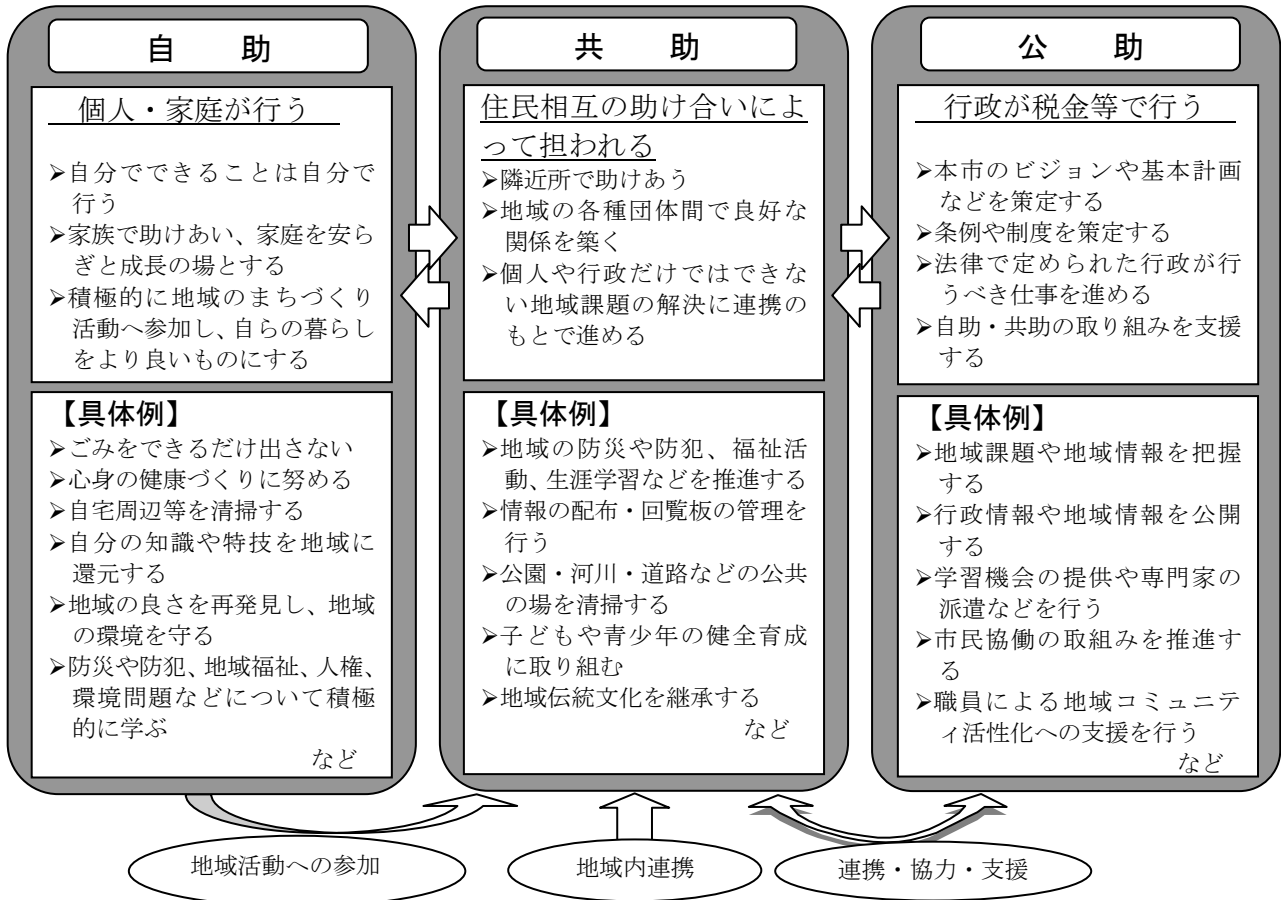 自　助
個人・家庭が行う
➢自分でできることは自分で
行う
➢家族で助けあい、家庭を安ら
ぎと成長の場とする
➢積極的に地域のまちづくり
活動へ参加し、自らの暮らし
をより良いものにする
【具体例】
➢ごみをできるだけ出さない
➢心身の健康づくりに努める
➢自宅周辺等を清掃する
➢自分の知識や特技を地域に
還元する
➢地域の良さを再発見し、地域
の環境を守る
➢防災や防犯、地域福祉、人権、
環境問題などについて積極
的に学ぶ
など
共　助
住民相互の助け合いによ
って担われる
➢隣近所で助けあう
➢地域の各種団体間で良好な
関係を築く
➢個人や行政だけではできな
い地域課題の解決に連携の
もとで進める
【具体例】
➢地域の防災や防犯、福祉活
動、生涯学習などを推進する
➢情報の配布・回覧板の管理を
行う
➢公園・河川・道路などの公共
の場を清掃する
➢子どもや青少年の健全育成
に取り組む
➢地域伝統文化を継承する
など
公　助
行政が税金等で行う
➢本市のビジョンや基本計画
などを策定する
➢条例や制度を策定する
➢法律で定められた行政が行
うべき仕事を進める
➢自助・共助の取り組みを支援
する
【具体例】
➢地域課題や地域情報を把握
する
➢行政情報や地域情報を公開
する
➢学習機会の提供や専門家の
派遣などを行う
➢市民協働の取組みを推進す
る
➢職員による地域コミュニテ
ィ活性化への支援を行う
など
地域活動への参加
地域内連携
連携・協力・支援